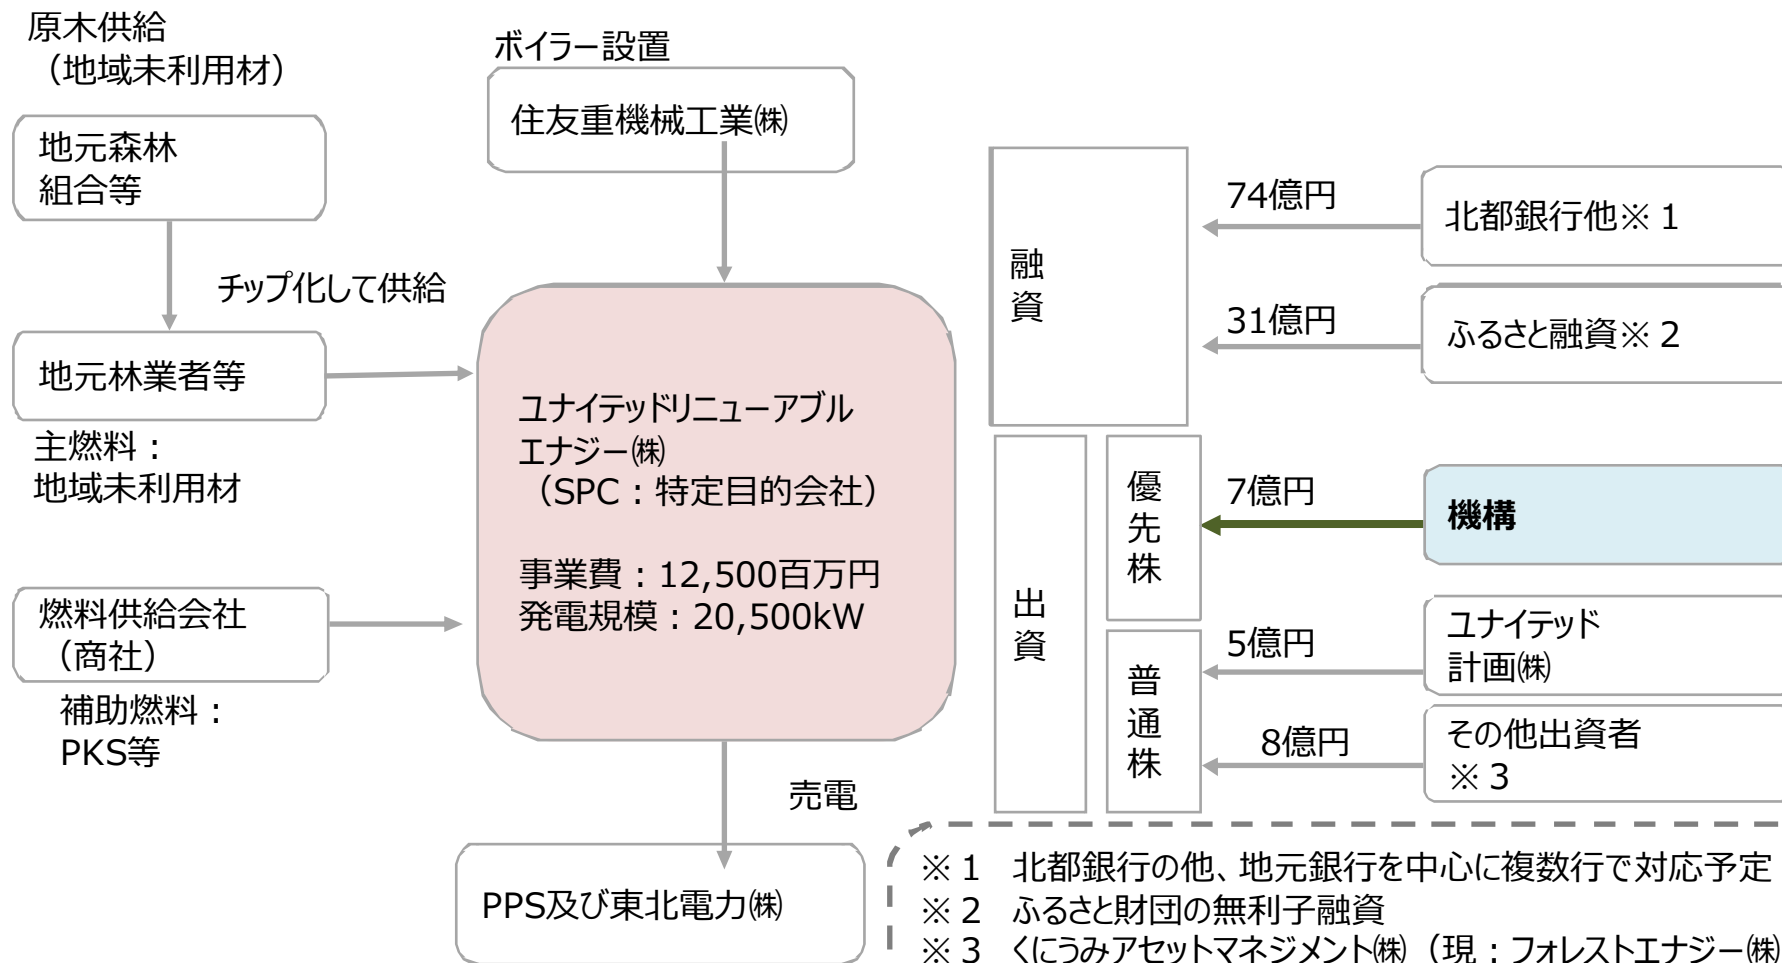 原木供給
（地域未利用材）
地元森林
組合等
チップ化して供給
地元林業者等
主燃料：
地域未利用材
燃料供給会社
（商社）
補助燃料：
PKS等
ボイラー設置
住友重機械工業㈱
ユナイテッドリニューアブル
エナジー㈱
（SPC：特定目的会社）
事業費：12,500百万円
発電規模：20,500kW
売電
PPS及び東北電力㈱
融資
74億円
北都銀行他※１
31億円
ふるさと融資※２
出資
優先株
7億円
機構
普通株
5億円
ユナイテッド
計画㈱
8億円
その他出資者
※３
※１　北都銀行の他、地元銀行を中心に複数行で対応予定
※２　ふるさと財団の無利子融資
※３　くにうみアセットマネジメント㈱（現：フォレストエナジー㈱